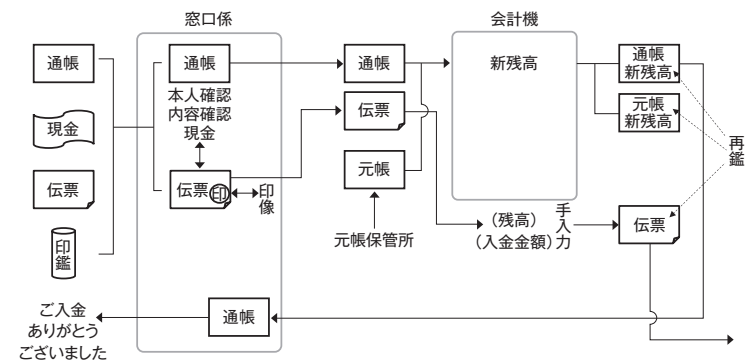 窓口係
会計機
通帳
現金
伝票
印鑑
通帳
本人確認
内容確認
現金
伝票
印
印像
通帳
伝票
元帳
元帳保管所
新残高
(残高)
(入金金額)
手入力
通帳
新残高
元帳
新残高
再鑑
伝票
通帳
ご入金
ありがとう
ございました